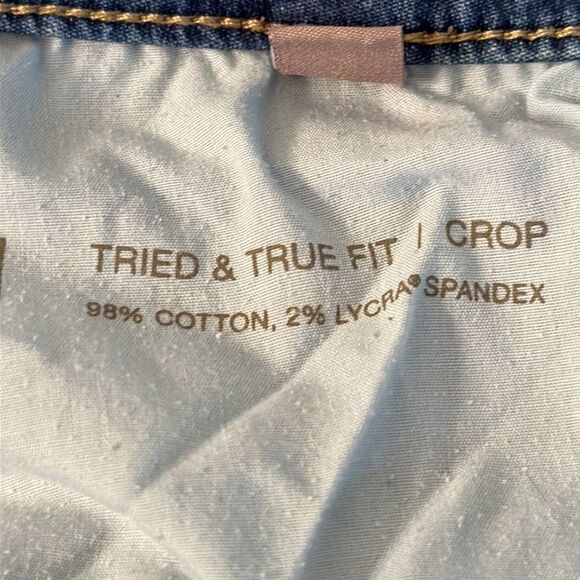 TRIED & TRUE FIT | CROP
98% COTTON, 2% LYCRA® SPANDEX